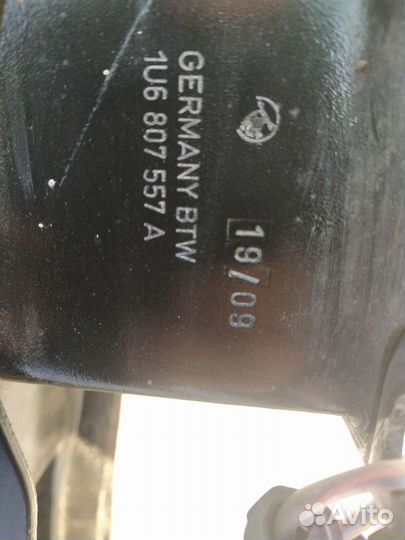 GERMANY BTW
1U6 807 557 A
19/09
Avito